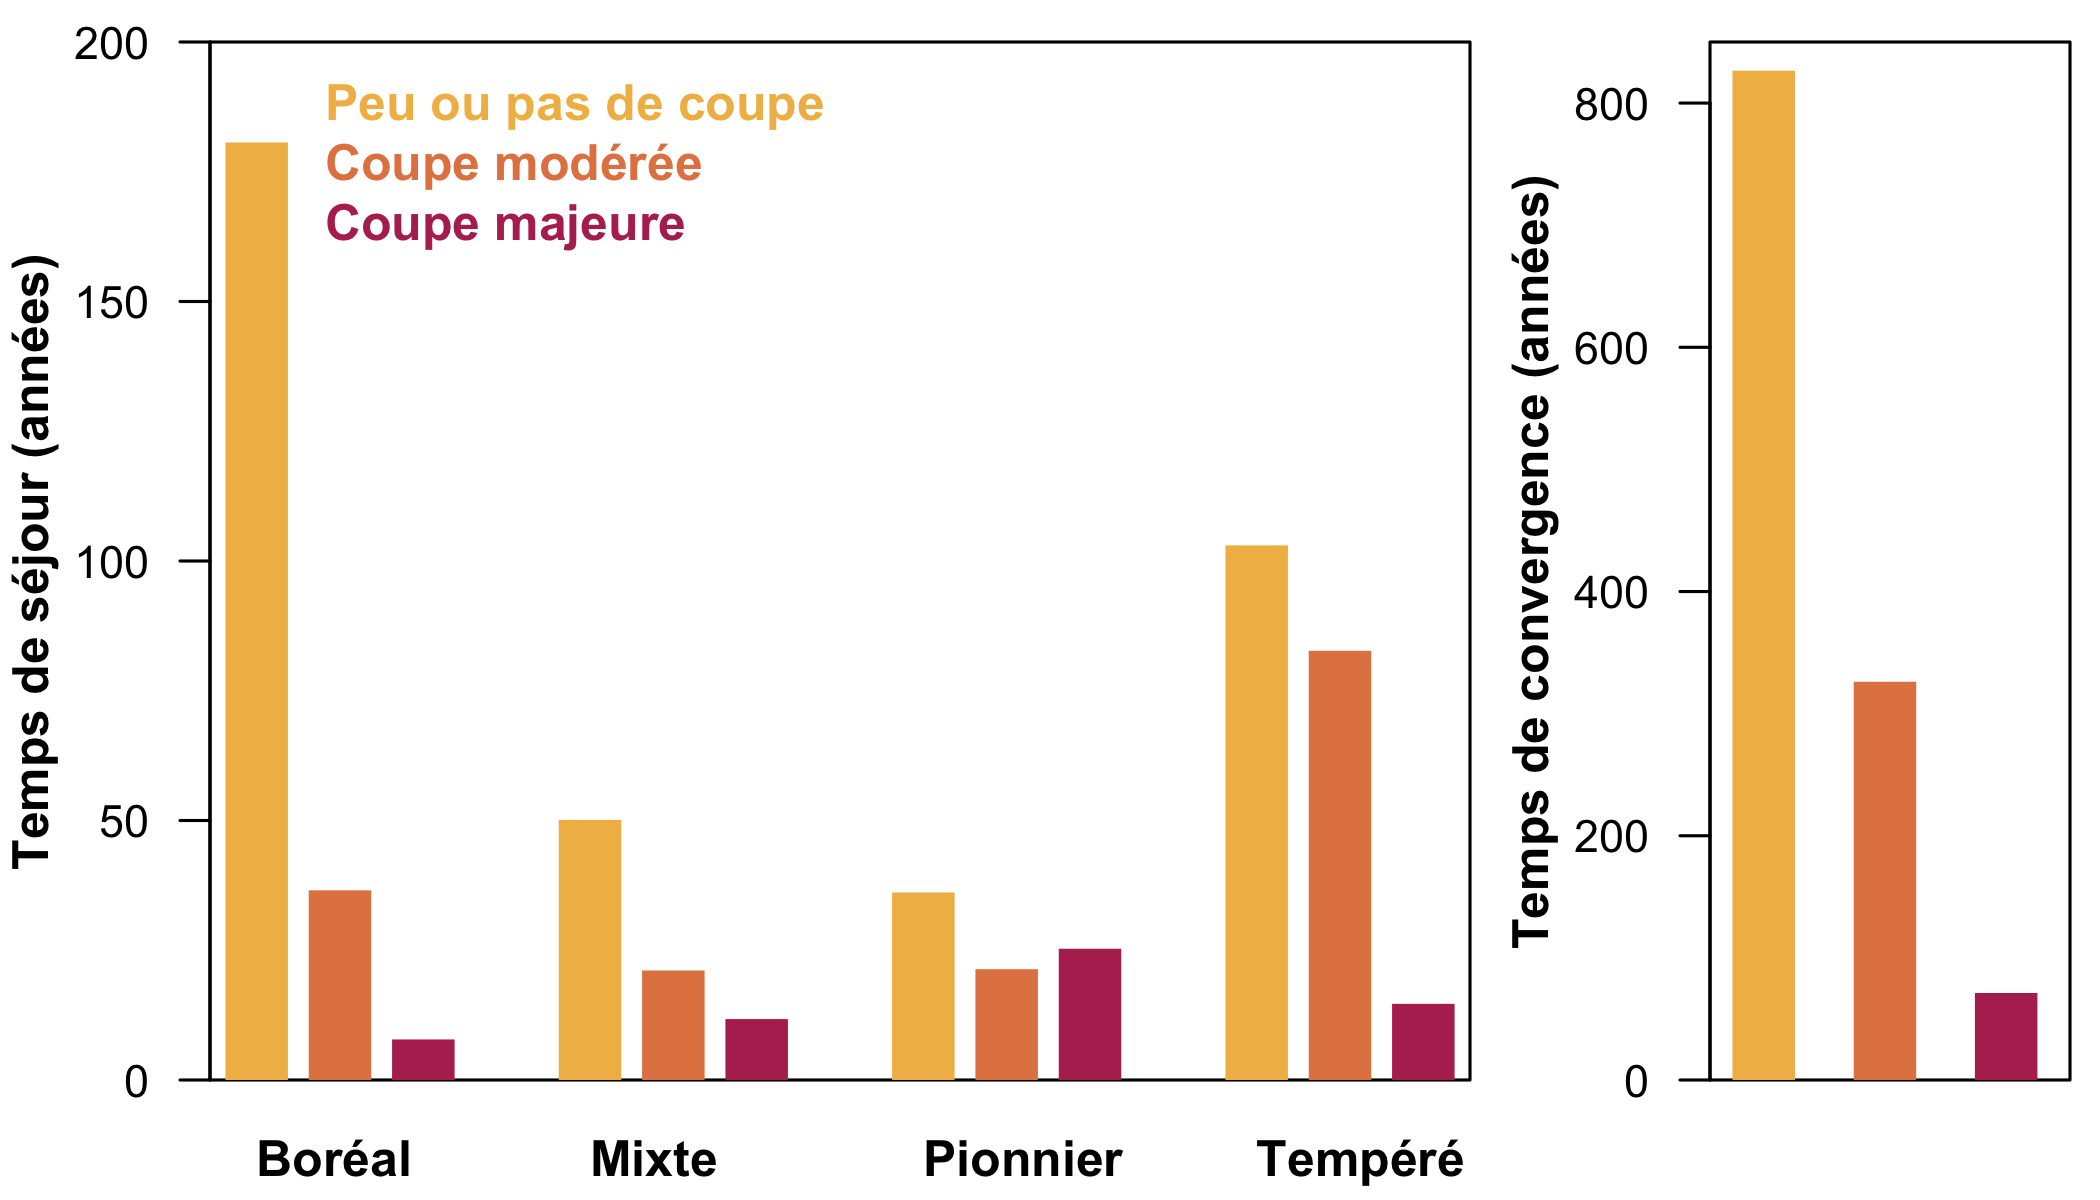 Temps de séjour (années)
200
150
100
50
0
Peu ou pas de coupe
Coupe modérée
Coupe majeure
Boréal
Mixte
Pionnier
Tempéré
Temps de convergence (années)
800
600
400
200
0